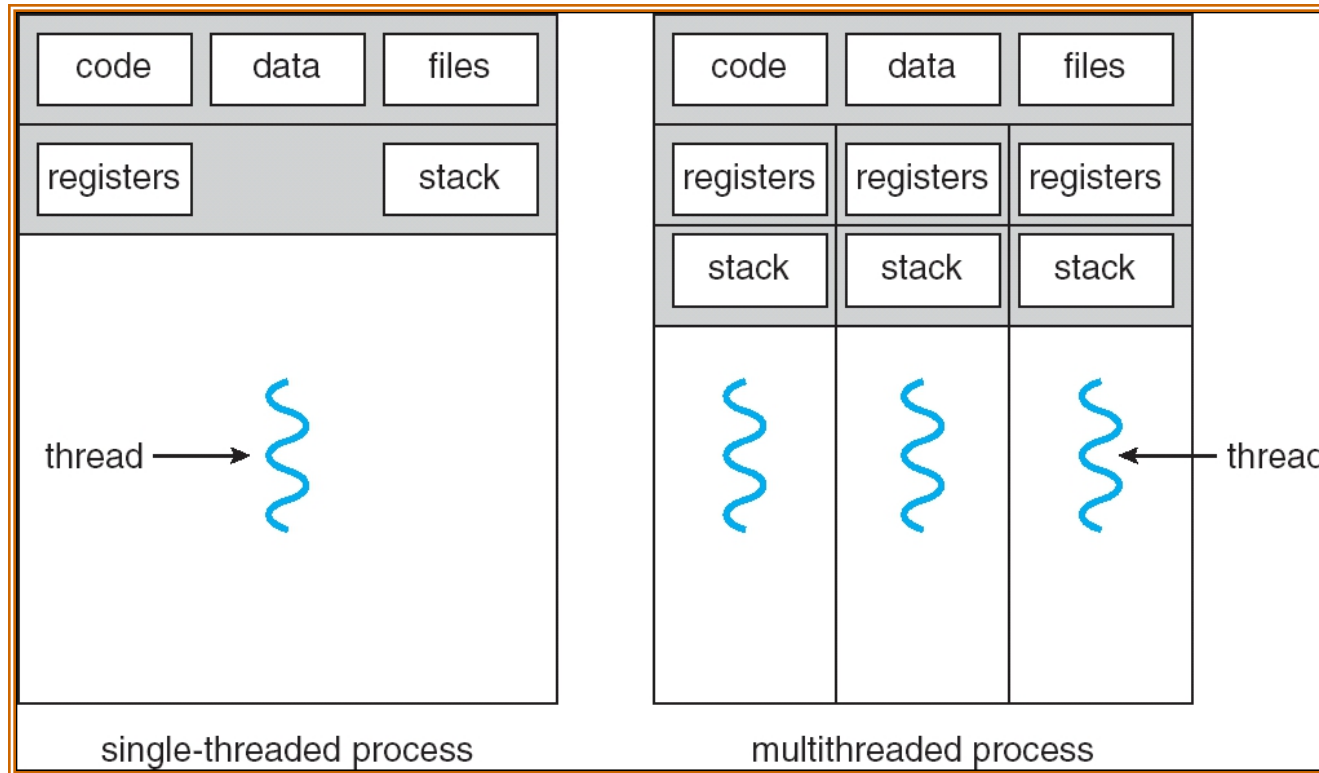 code data files
registers stack
thread
single-threaded process
code data files
registers registers registers
stack stack stack
thread
multithreaded process